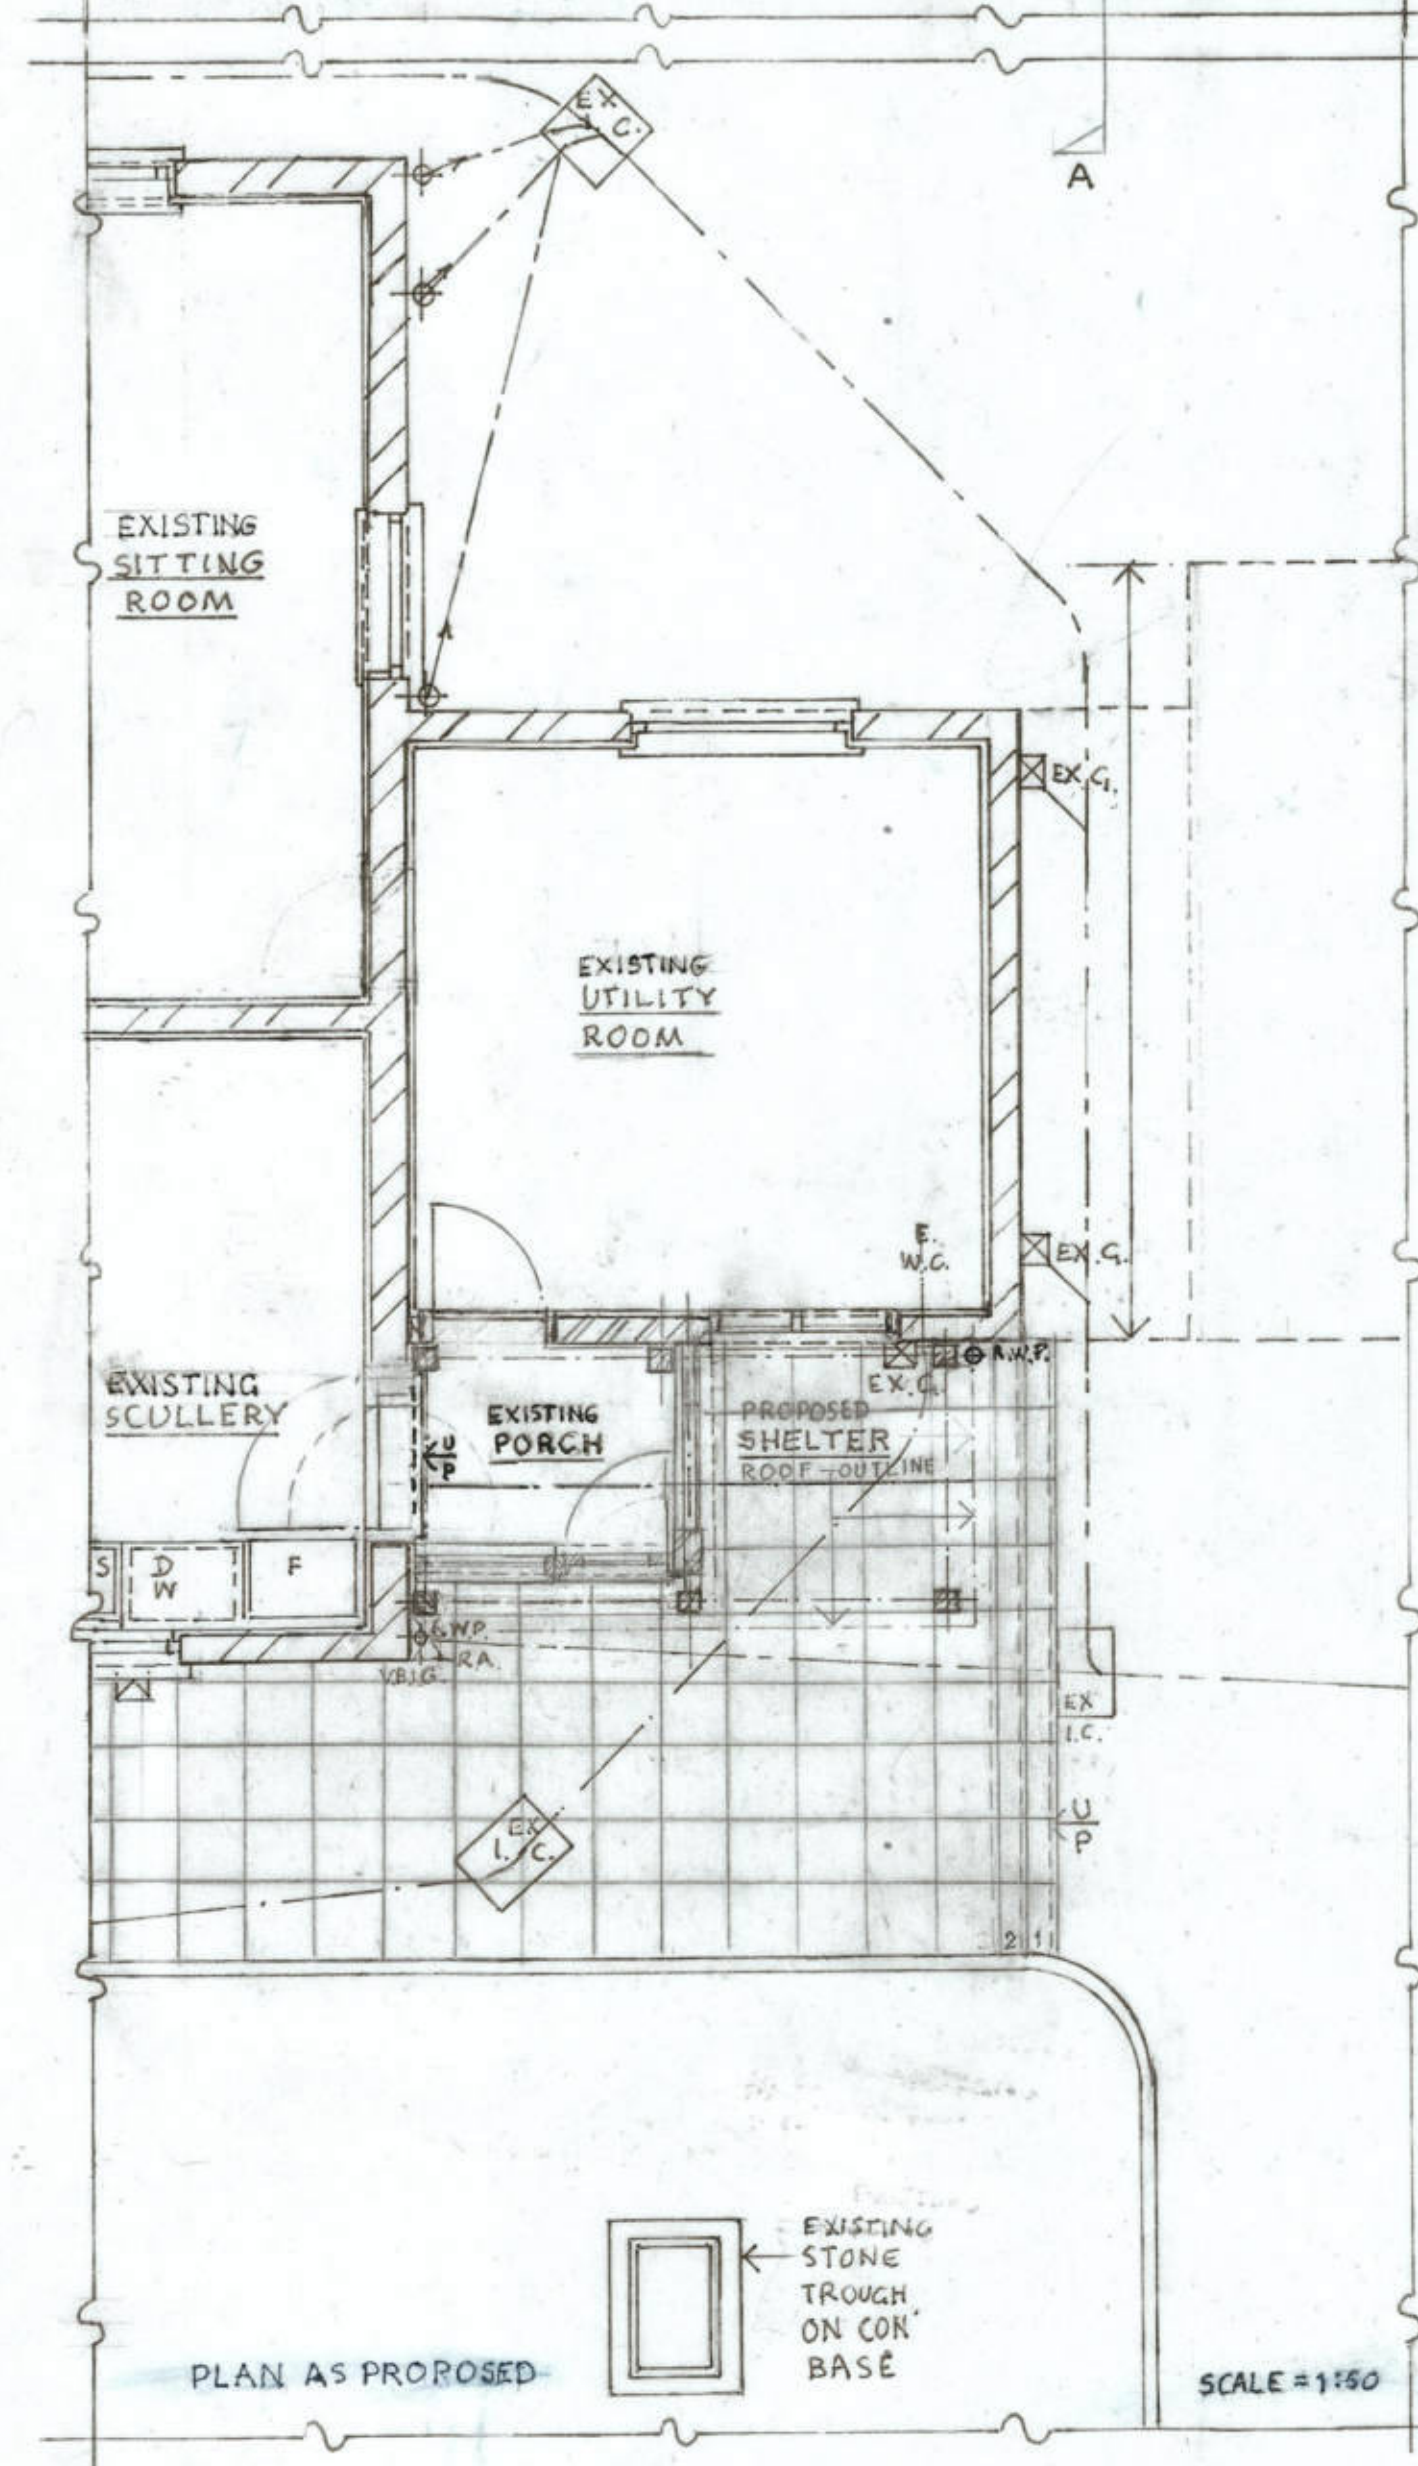 EX
I.C.
A
EXISTING
SITTING
ROOM
EX.G.
EXISTING
UTILITY
ROOM
E.
W.C.
EX.G.
R.W.P.
EX.G.
EXISTING
SCULLERY
EXISTING
PORCH
U
P
PROPOSED
SHELTER
ROOF-OUTLINE
S
D
W
F
R.W.P.
R.A.
V.B.I.G.
EX
I.C.
U
P
EX
I.C.
2 1
EXISTING
STONE
TROUGH
ON CON'
BASE
PLAN AS PROPOSED
SCALE = 1:50